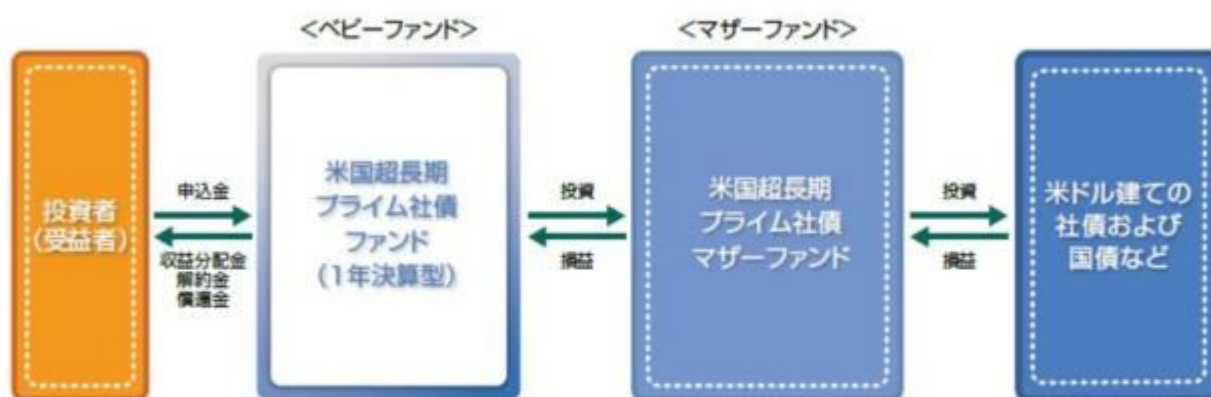 <ベビーファンド>
<マザーファンド>
投資者
(受益者)
申込金
収益分配金
解約金
償還金
米国超長期
プライム社債
ファンド
(1年決算型)
投資
損益
米国超長期
プライム社債
マザーファンド
投資
損益
米ドル建ての
社債および
国債など